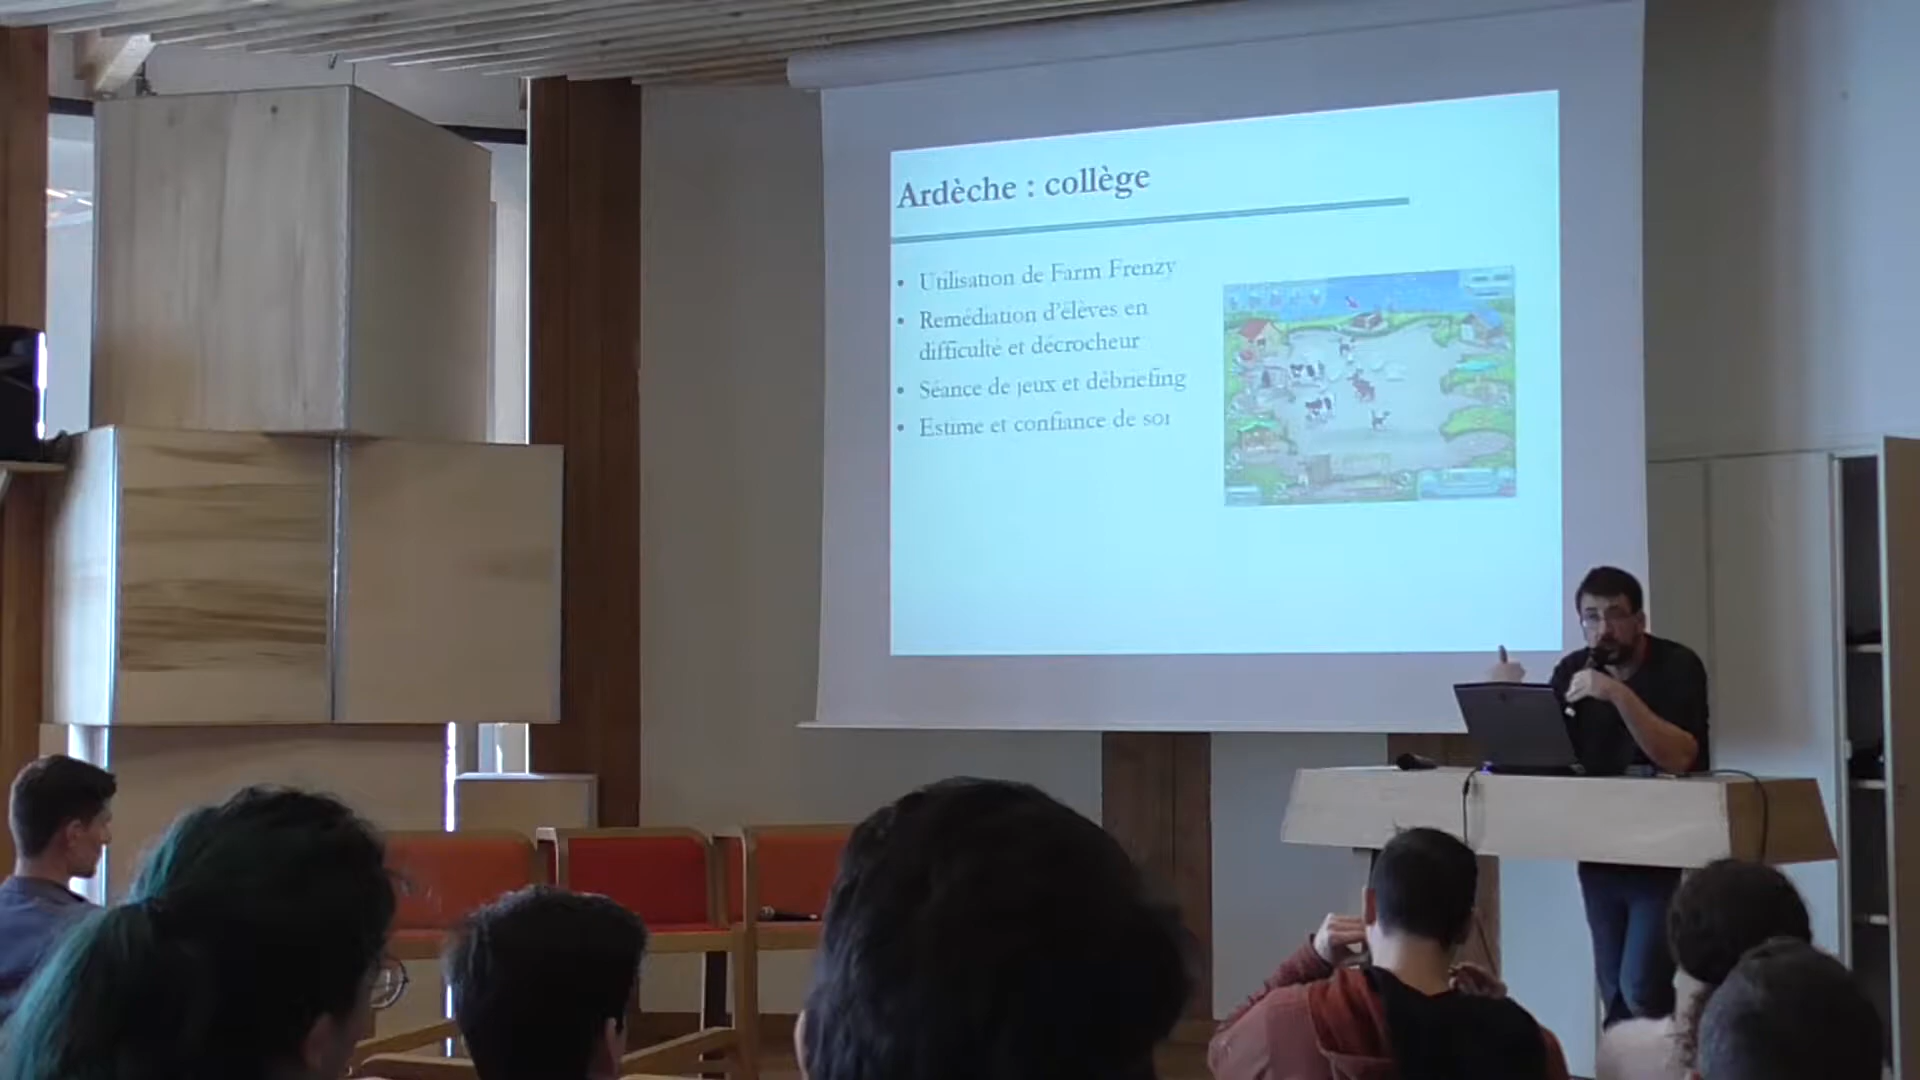 Ardèche : collège
• Utilisation de Farm Frenzy
• Remédiation d'élèves en
difficulté et décrocheur
• Séance de jeux et débriefing
• Estime et confiance de soi